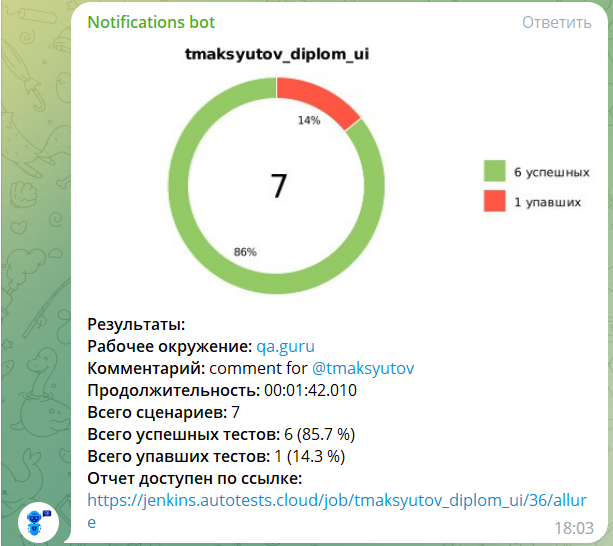 Notifications bot
Ответить
tmaksyutov_diplom_ui
14%
7
86%
6 успешных
1 упавших
Результаты:
Рабочее окружение: qa.guru
Комментарий: comment for @tmaksyutov
Продолжительность: 00:01:42.010
Всего сценариев: 7
Всего успешных тестов: 6 (85.7 %)
Всего упавших тестов: 1 (14.3 %)
Отчет доступен по ссылке:
https://jenkins.autotests.cloud/job/tmaksyutov_diplom_ui/36/allur
e
18:03